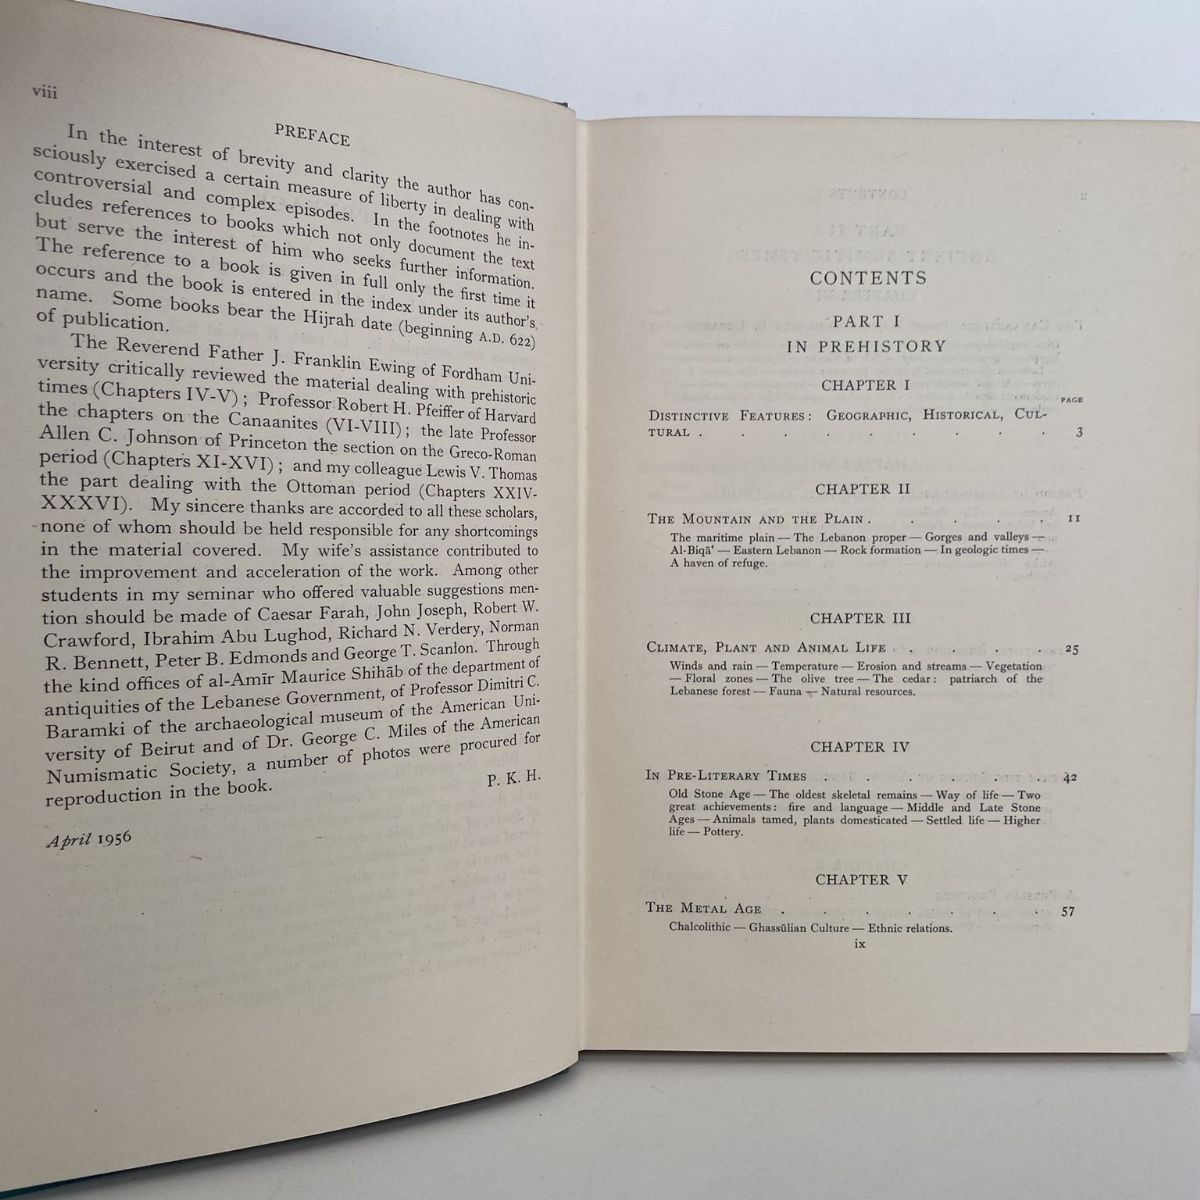 viii
PREFACE
In the interest of brevity and clarity the author has con-
sciously exercised a certain measure of liberty in dealing with
controversial and complex episodes. In the footnotes he in-
cludes references to books which not only document the text
but serve the interest of him who seeks further information.
The reference to a book is given in full only the first time it
occurs and the book is entered in the index under its author's
name. Some books bear the Hijrah date (beginning A.D. 622)
of publication.
The Reverend Father J. Franklin Ewing of Fordham Uni-
versity critically reviewed the material dealing with prehistoric
times (Chapters IV-V); Professor Robert H. Pfeiffer of Harvard
the chapters on the Canaanites (VI-VIII); the late Professor
Allen C. Johnson of Princeton the section on the Greco-Roman
period (Chapters XI-XVI); and my colleague Lewis V. Thomas
the part dealing with the Ottoman period (Chapters XXIV-
XXXVI). My sincere thanks are accorded to all these scholars,
none of whom should be held responsible for any shortcomings
in the material covered. My wife's assistance contributed to
the improvement and acceleration of the work. Among other
students in my seminar who offered valuable suggestions men-
tion should be made of Caesar Farah, John Joseph, Robert W.
Crawford, Ibrahim Abu Lughod, Richard N. Verdery, Norman
R. Bennett, Peter B. Edmonds and George T. Scanlon. Through
the kind offices of al-Amīr Maurice Shihāb of the department of
antiquities of the Lebanese Government, of Professor Dimitri C.
Baramki of the archaeological museum of the American Uni-
versity of Beirut and of Dr. George C. Miles of the American
Numismatic Society, a number of photos were procured for
reproduction in the book.
P. K. H.
April 1956
CONTENTS
PART I
IN PREHISTORY
CHAPTER I
PAGE
DISTINCTIVE FEATURES: GEOGRAPHIC, HISTORICAL, CUL-
TURAL . . . . . . . . . 3
CHAPTER II
THE MOUNTAIN AND THE PLAIN . . . . . 11
The maritime plain — The Lebanon proper — Gorges and valleys —
Al-Biqāʻ — Eastern Lebanon — Rock formation — In geologic times —
A haven of refuge.
CHAPTER III
CLIMATE, PLANT AND ANIMAL LIFE . . . . 25
Winds and rain — Temperature — Erosion and streams — Vegetation
— Floral zones — The olive tree — The cedar: patriarch of the
Lebanese forest — Fauna — Natural resources.
CHAPTER IV
IN PRE-LITERARY TIMES . . . . . . 42
Old Stone Age — The oldest skeletal remains — Way of life — Two
great achievements: fire and language — Middle and Late Stone
Ages — Animals tamed, plants domesticated — Settled life — Higher
life — Pottery.
CHAPTER V
THE METAL AGE . . . . . . . 57
Chalcolithic — Ghassūlian Culture — Ethnic relations.
ix